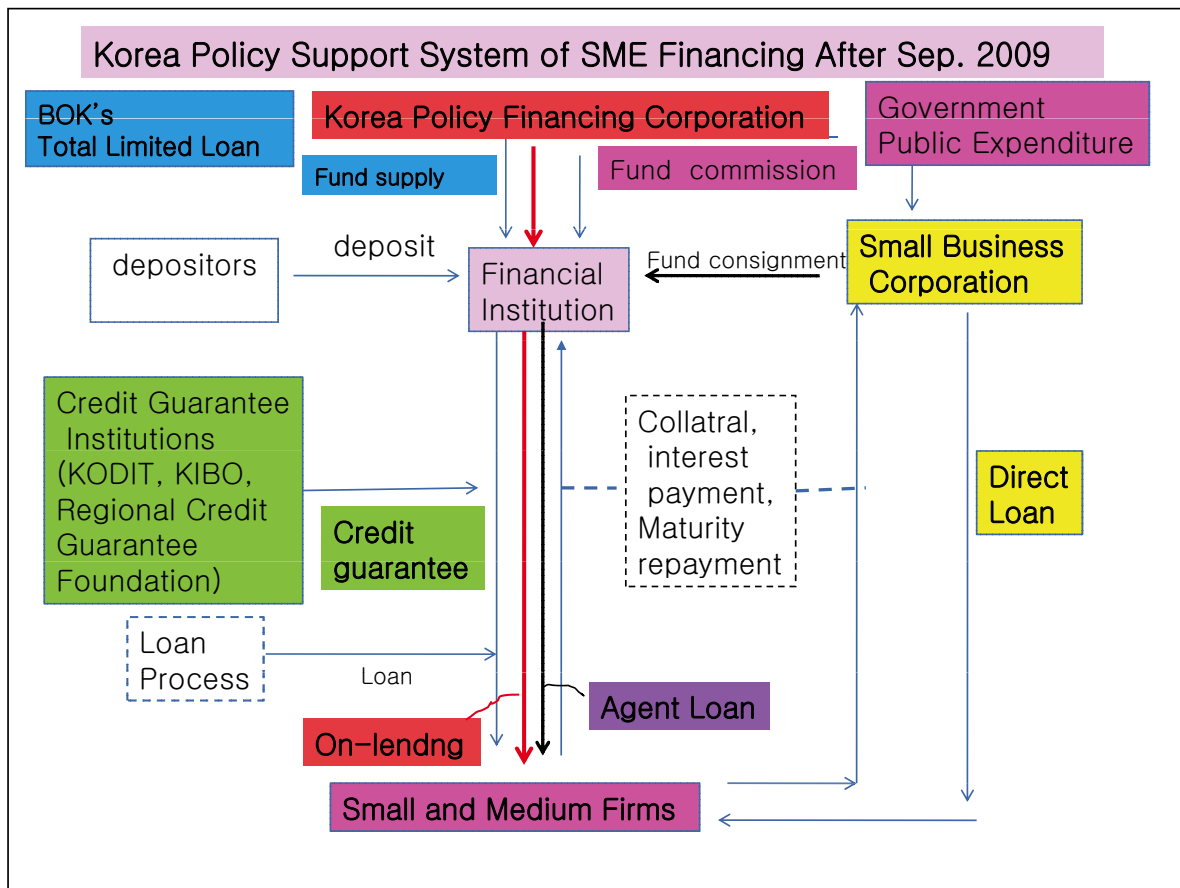 Korea Policy Support System of SME Financing After Sep. 2009
BOK's
Total Limited Loan
Korea Policy Financing Corporation
Government
Public Expenditure
Fund supply
Fund commission
depositors
deposit
Financial
Institution
Fund consignment
Small Business
Corporation
Credit Guarantee
Institutions
(KODIT, KIBO,
Regional Credit
Guarantee
Foundation)
Credit
guarantee
Collatral,
interest
payment,
Maturity
repayment
Direct
Loan
Loan
Process
Loan
On-lendng
Agent Loan
Small and Medium Firms